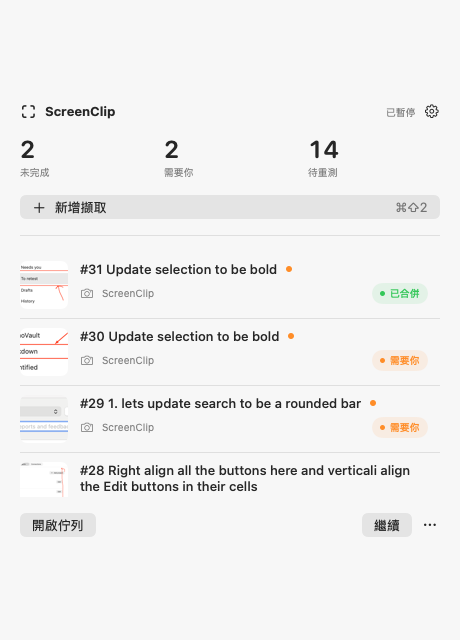 ScreenClip
已暫停
2
未完成
2
需要你
14
待重測
新增擷取
⌘⇧2
Needs you
To retest
Drafts
History
#31 Update selection to be bold
ScreenClip
已合併
oVault
kdown
ntified
#30 Update selection to be bold
ScreenClip
需要你
ports and feedbac
#29 1. lets update search to be a rounded bar
ScreenClip
需要你
#28 Right align all the buttons here and verticali align
the Edit buttons in their cells
開啟佇列
繼續